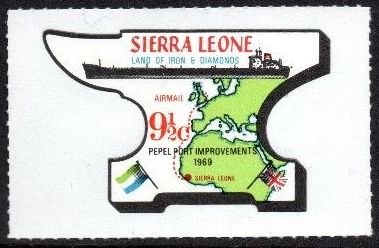 SIERRA LEONE
LAND OF IRON & DIAMONDS
AIRMAIL
9½c
PEPEL PORT IMPROVEMENTS
1969
SIERRA LEONE